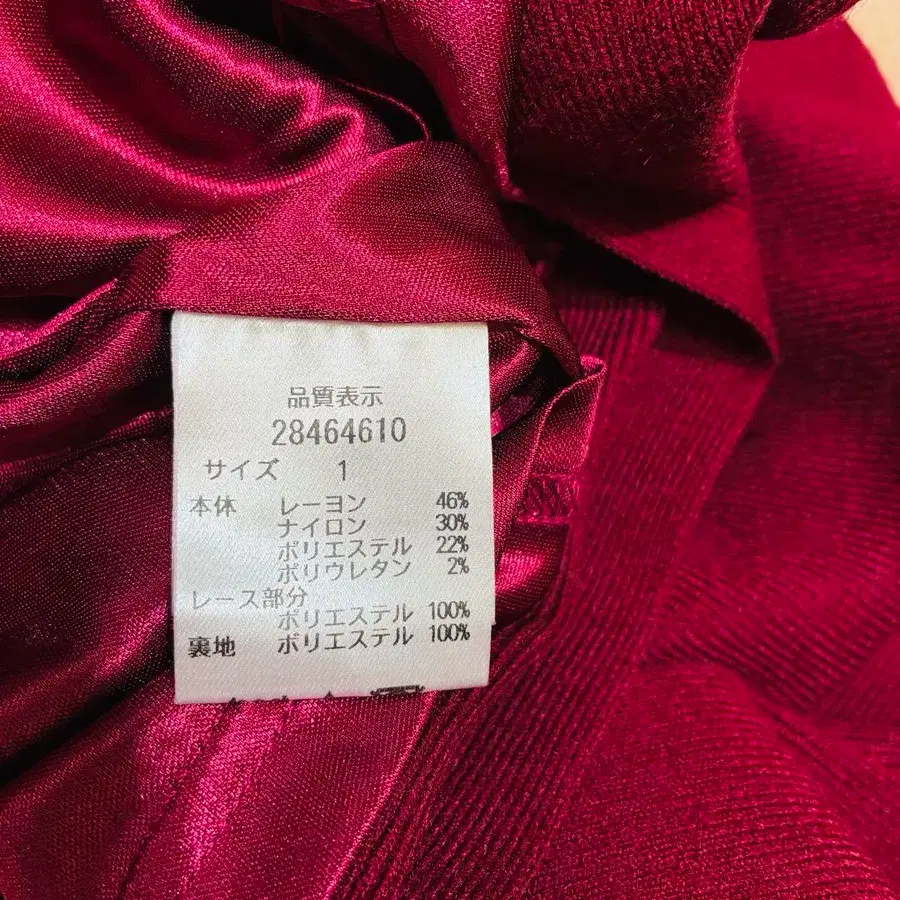 品質表示
28464610
サイズ 1
本体 レーヨン 46%
ナイロン 30%
ポリエステル 22%
ポリウレタン 2%
レース部分
ポリエステル 100%
裏地 ポリエステル 100%